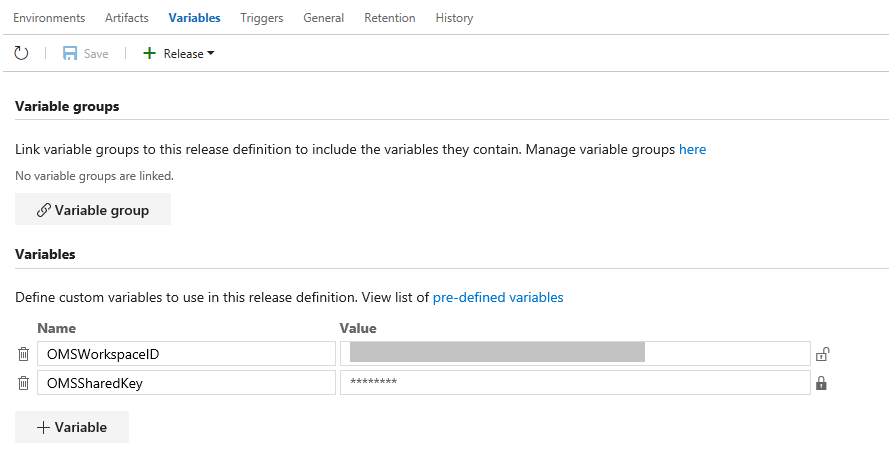 Environments Artifacts Variables Triggers General Retention History
Save Release
Variable groups
Link variable groups to this release definition to include the variables they contain. Manage variable groups here
No variable groups are linked.
Variable group
Variables
Define custom variables to use in this release definition. View list of pre-defined variables
Name Value
OMSWorkspaceID
OMSSharedKey ********
Variable